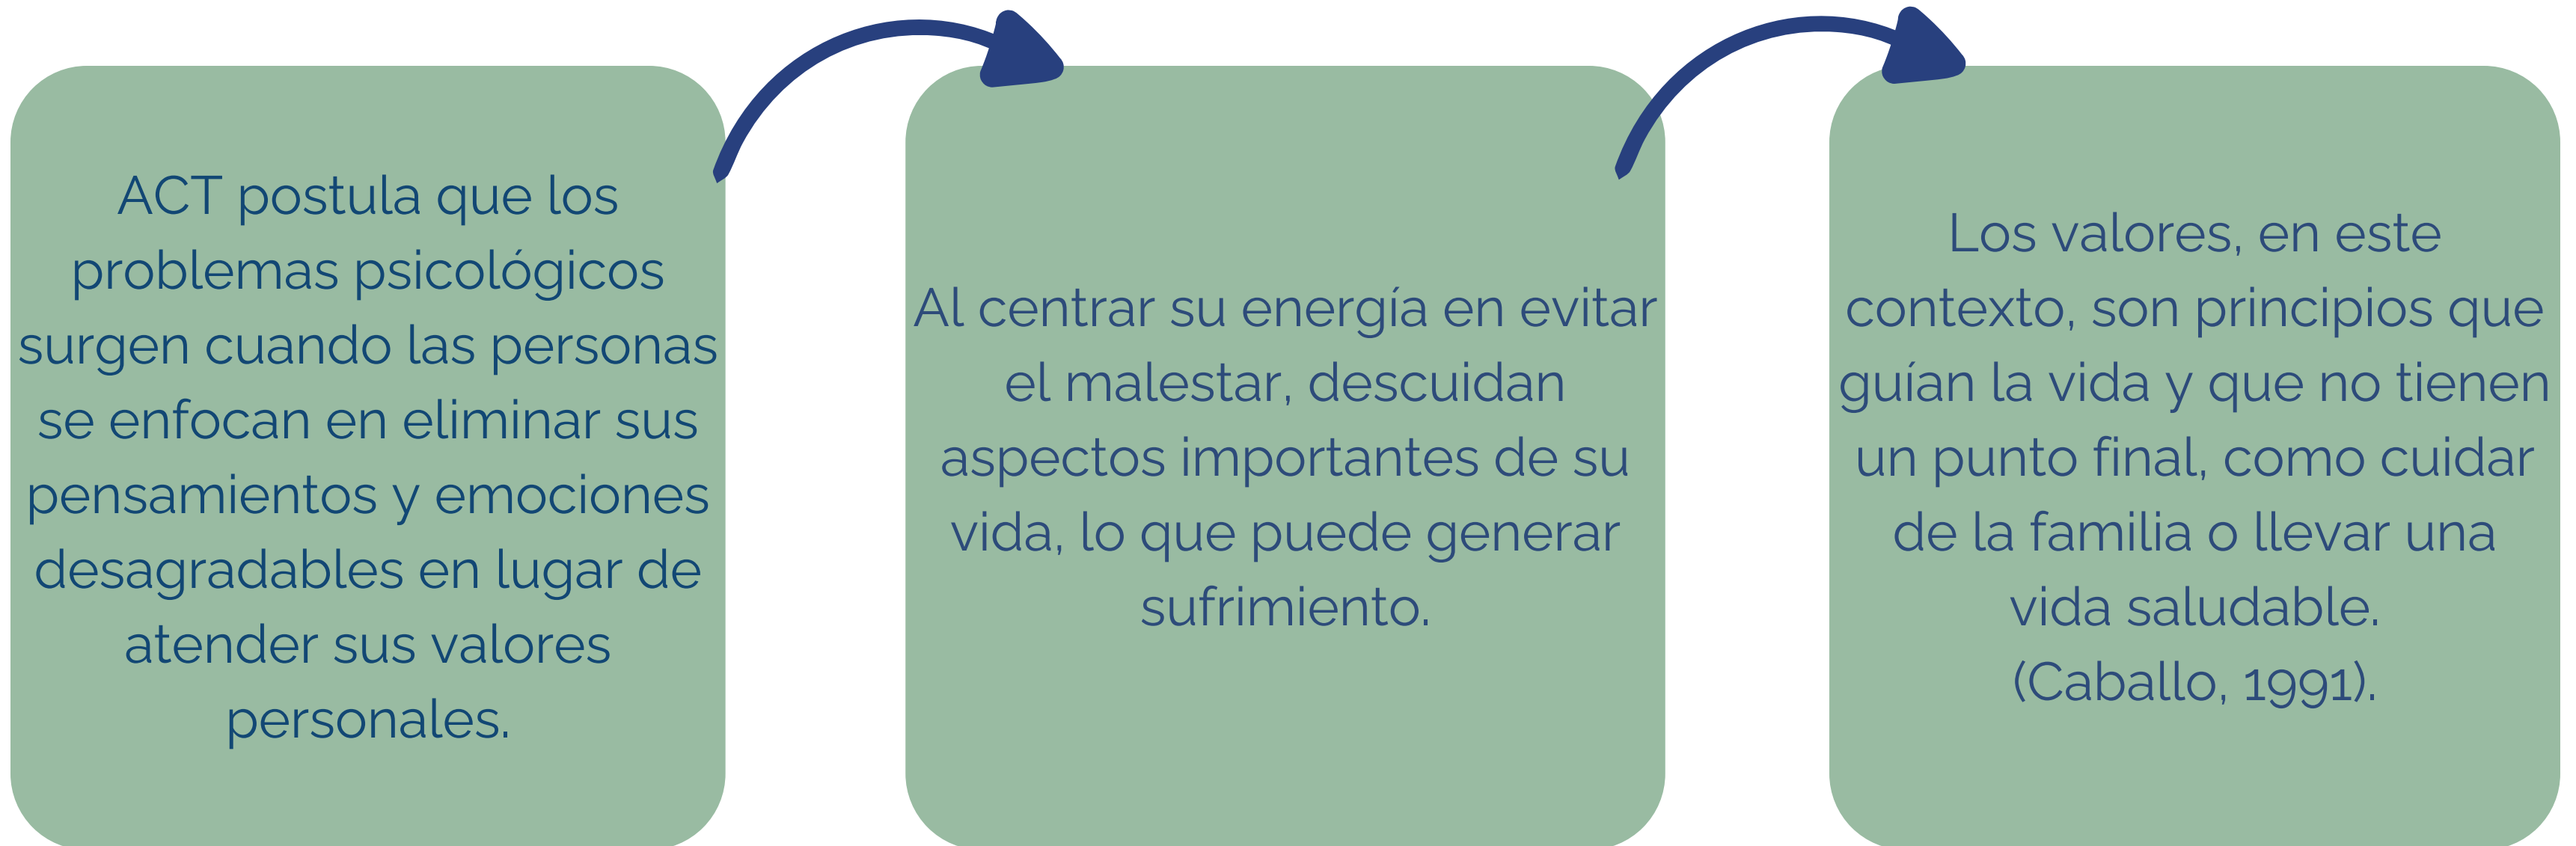 ACT postula que los
problemas psicológicos
surgen cuando las personas
se enfocan en eliminar sus
pensamientos y emociones
desagradables en lugar de
atender sus valores
personales.
Al centrar su energía en evitar
el malestar, descuidan
aspectos importantes de su
vida, lo que puede generar
sufrimiento.
Los valores, en este
contexto, son principios que
guían la vida y que no tienen
un punto final, como cuidar
de la familia o llevar una
vida saludable.
(Caballo, 1991).